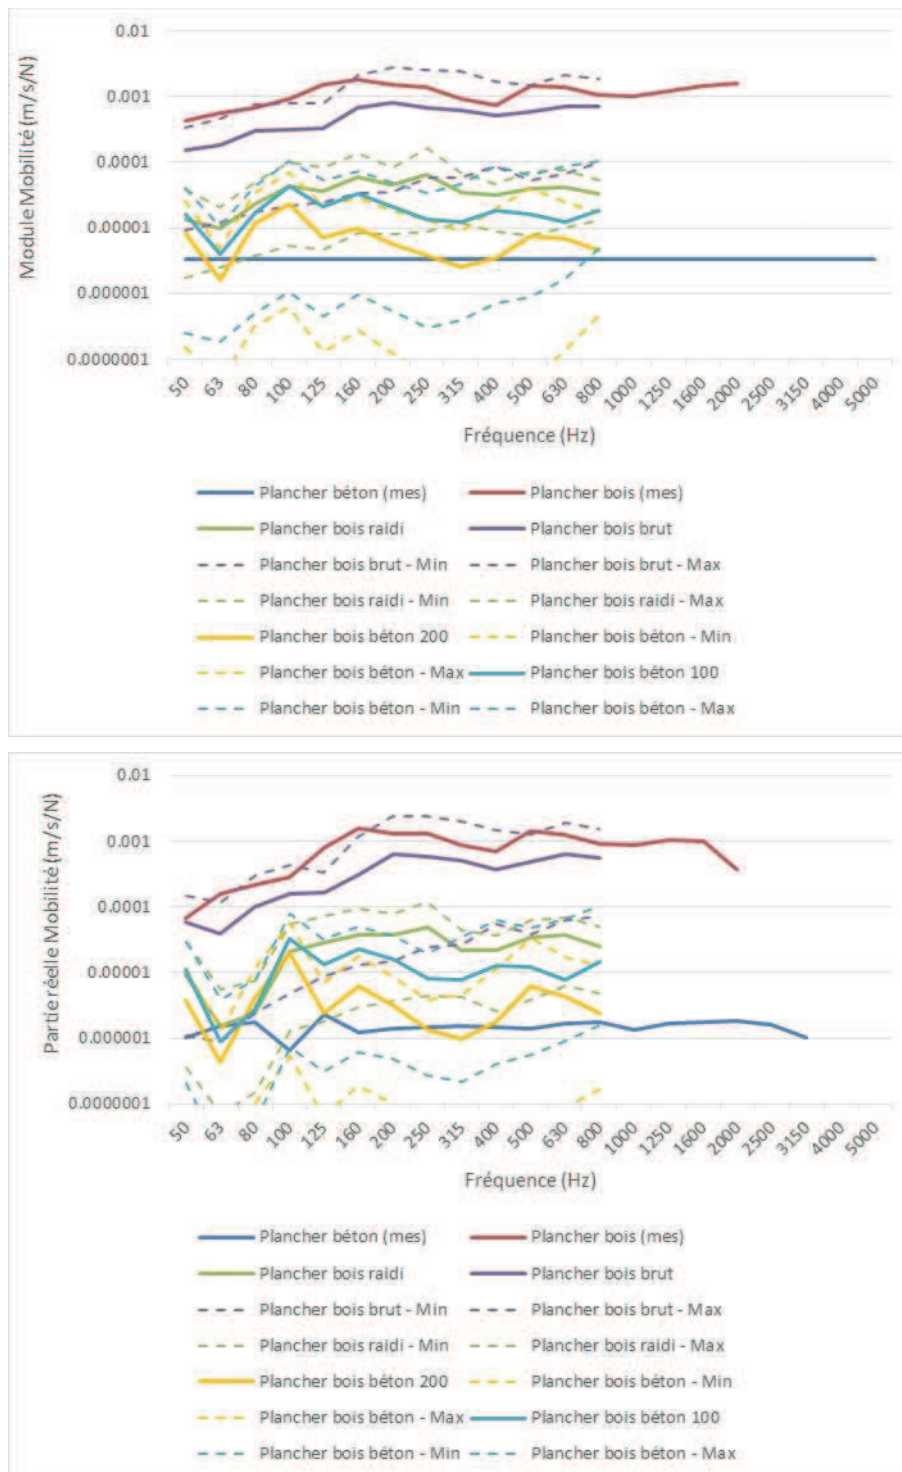 Module Mobilité (m/s/N)
0.01
0.001
0.0001
0.00001
0.000001
0.0000001
50 63 80 100 125 160 200 250 315 400 500 630 800 1000 1250 1600 2000 2500 3150 4000 5000
Fréquence (Hz)
Plancher béton (mes) Plancher bois (mes)
Plancher bois raidi Plancher bois brut
Plancher bois brut - Min Plancher bois brut - Max
Plancher bois raidi - Min Plancher bois raidi - Max
Plancher bois béton 200 Plancher bois béton - Min
Plancher bois béton - Max Plancher bois béton 100
Plancher bois béton - Min Plancher bois béton - Max
Partie réelle Mobilité (m/s/N)
0.01
0.001
0.0001
0.00001
0.000001
0.0000001
50 63 80 100 125 160 200 250 315 400 500 630 800 1000 1250 1600 2000 2500 3150 4000 5000
Fréquence (Hz)
Plancher béton (mes) Plancher bois (mes)
Plancher bois raidi Plancher bois brut
Plancher bois brut - Min Plancher bois brut - Max
Plancher bois raidi - Min Plancher bois raidi - Max
Plancher bois béton 200 Plancher bois béton - Min
Plancher bois béton - Max Plancher bois béton 100
Plancher bois béton - Min Plancher bois béton - Max